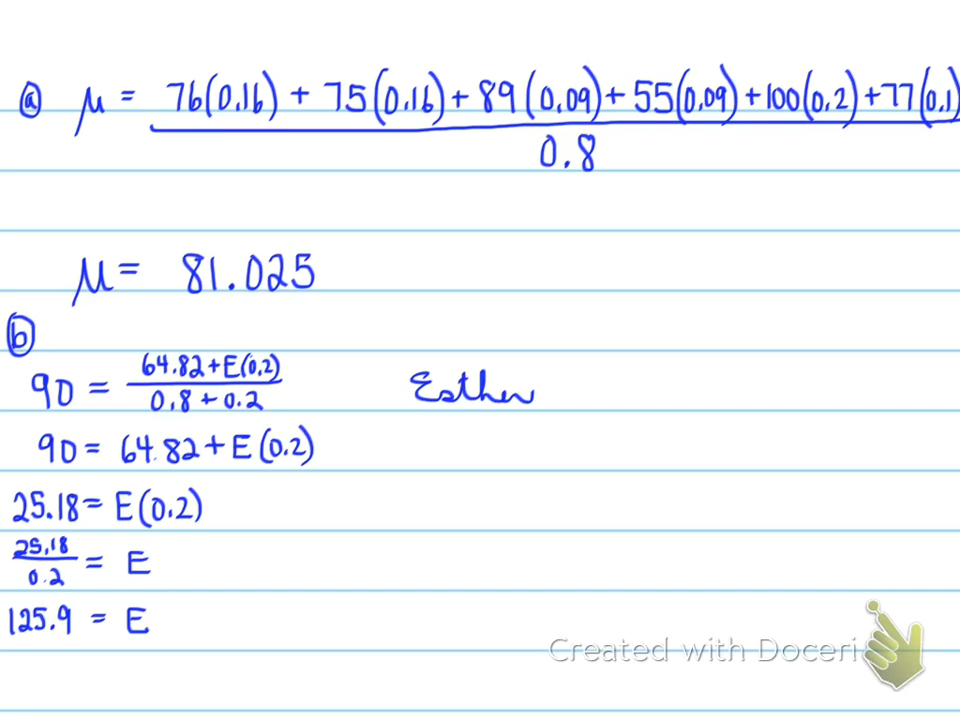 ⓐ μ = 76(0.16) + 75(0.16) + 89(0.09) + 55(0.09) + 100(0.2) + 77(0.1)
0.8
μ = 81.025
ⓑ
90 = 64.82 + E(0.2) / 0.8 + 0.2 Esther
90 = 64.82 + E(0.2)
25.18 = E(0.2)
25.18 / 0.2 = E
125.9 = E
Created with Doceri